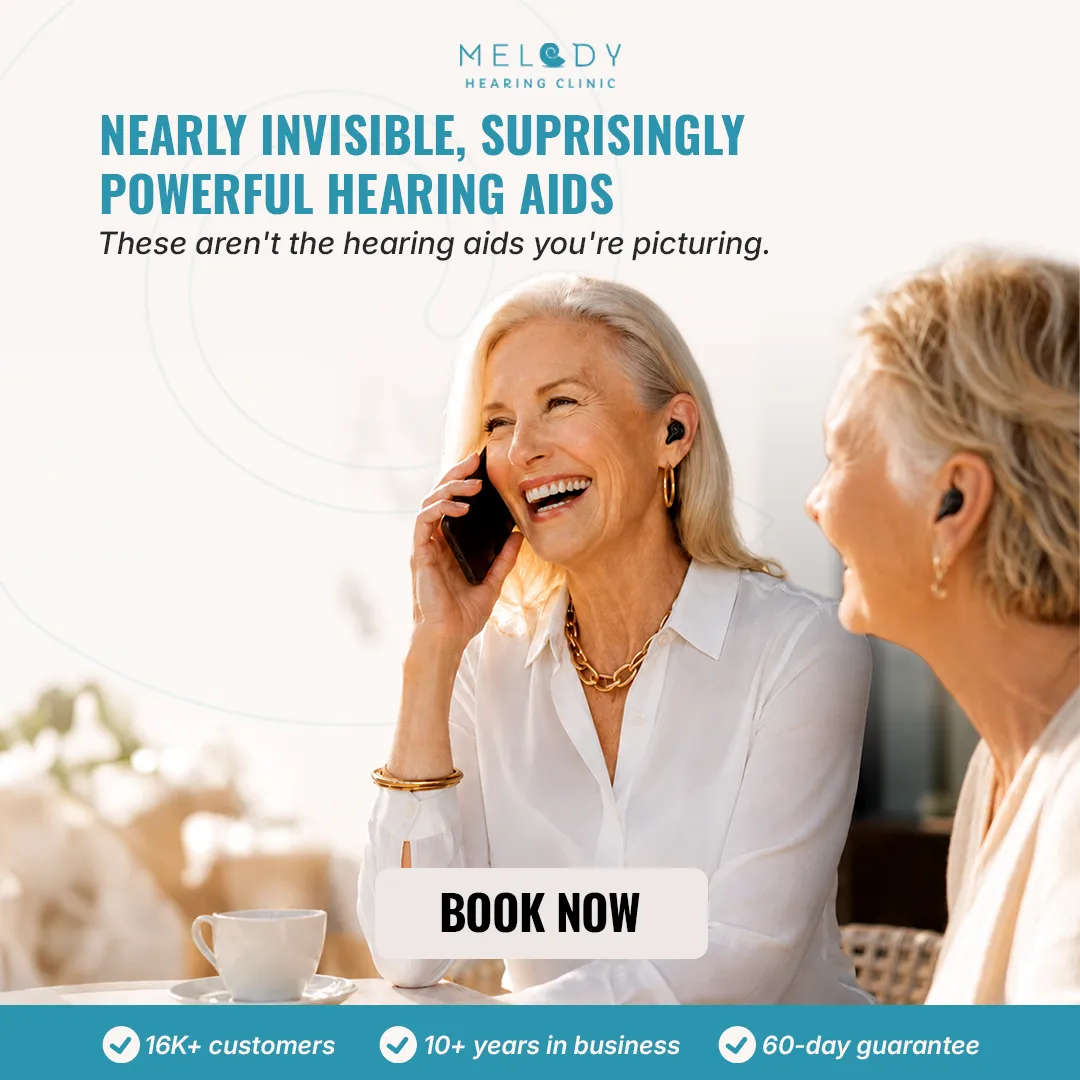 MELODY
HEARING CLINIC
NEARLY INVISIBLE, SUPRISINGLY
POWERFUL HEARING AIDS
These aren't the hearing aids you're picturing.
BOOK NOW
16K+ customers
10+ years in business
60-day guarantee